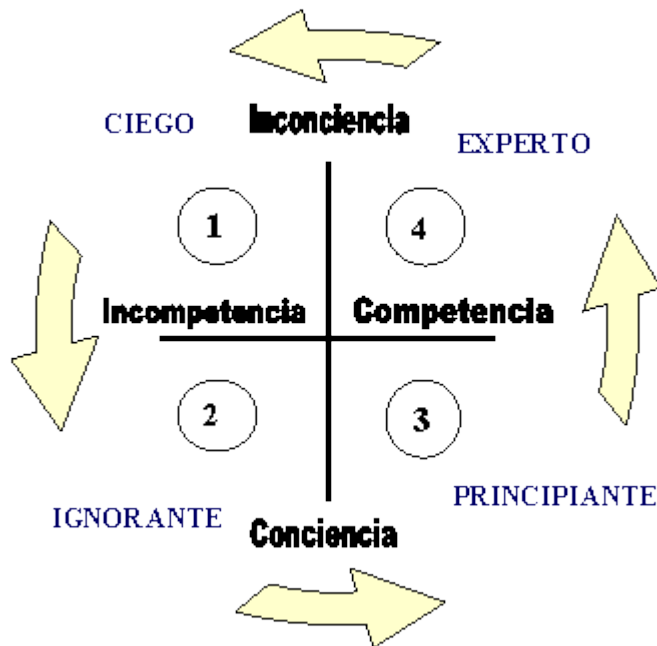 CIEGO
Inconciencia
EXPERTO
1
4
Incompetencia
Competencia
2
3
IGNORANTE
PRINCIPIANTE
Conciencia